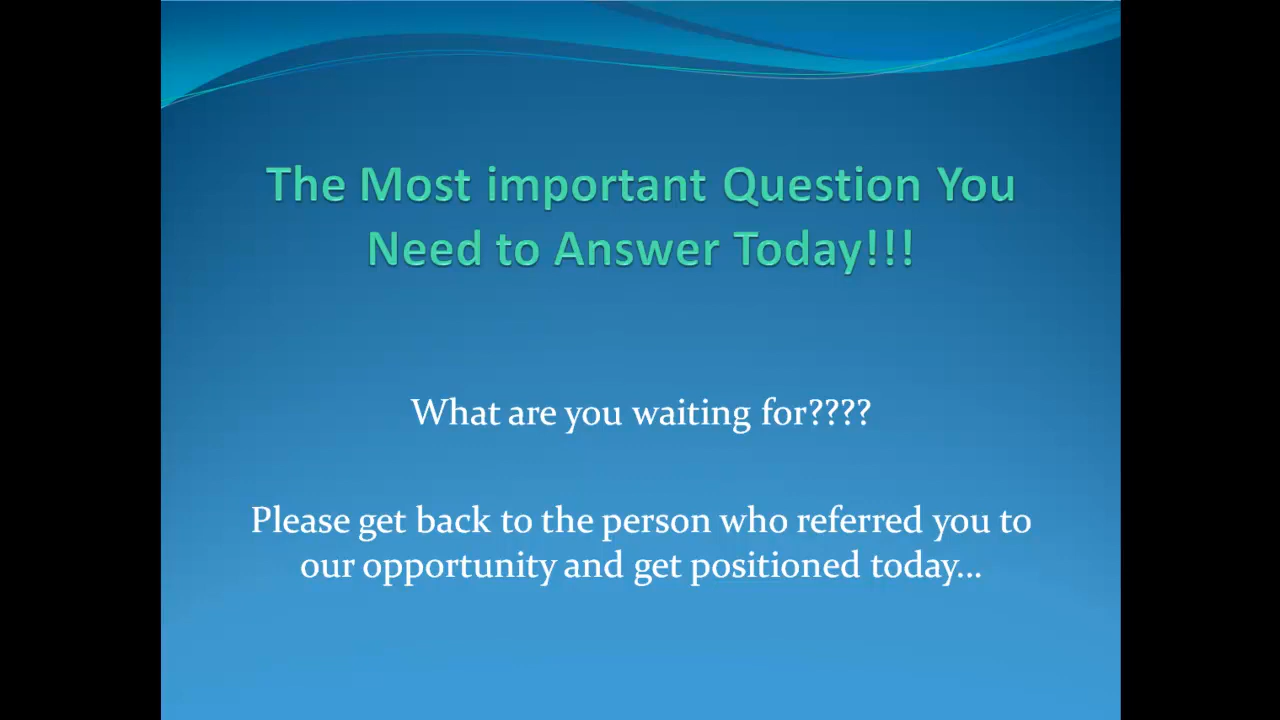 The Most important Question You
Need to Answer Today!!!
What are you waiting for????
Please get back to the person who referred you to
our opportunity and get positioned today...